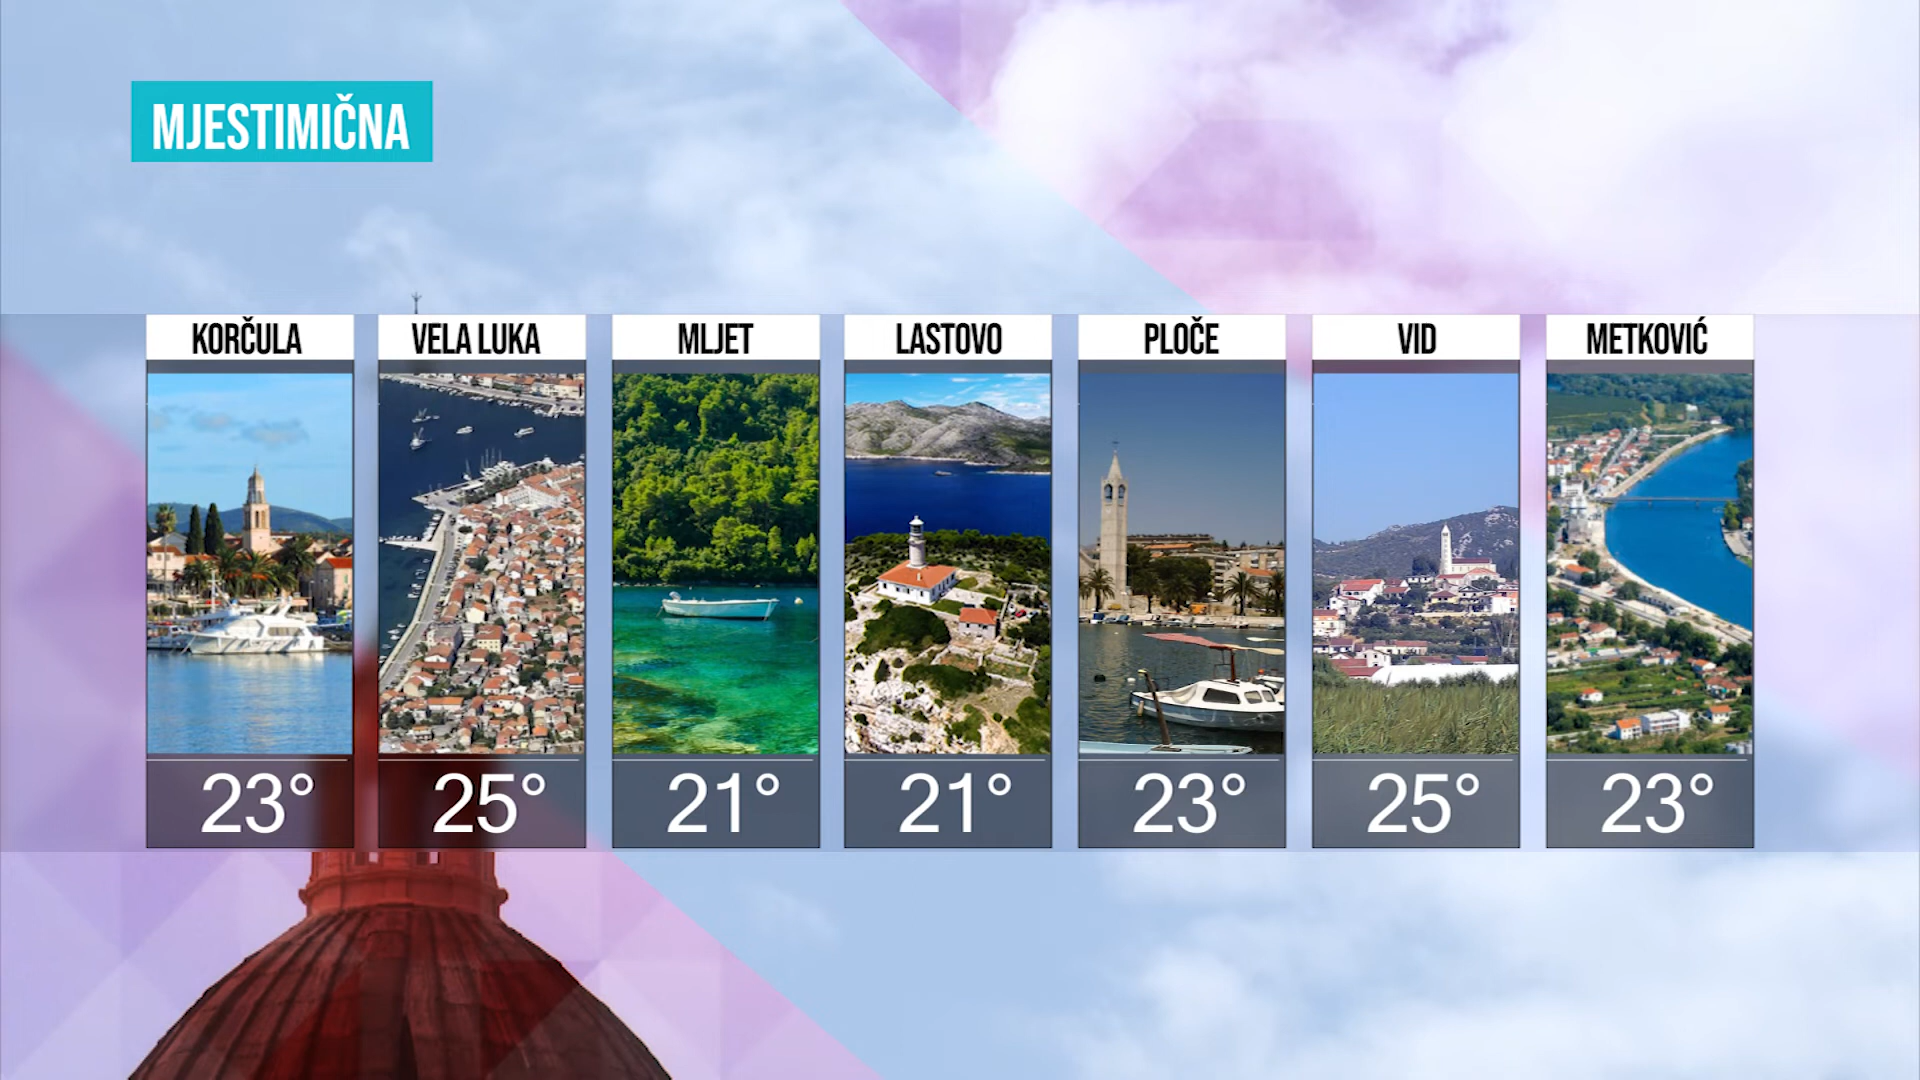 MJESTIMIČNA
KORČULA
VELA LUKA
MLJET
LASTOVO
PLOČE
VID
METKOVIĆ
23°
25°
21°
21°
23°
25°
23°